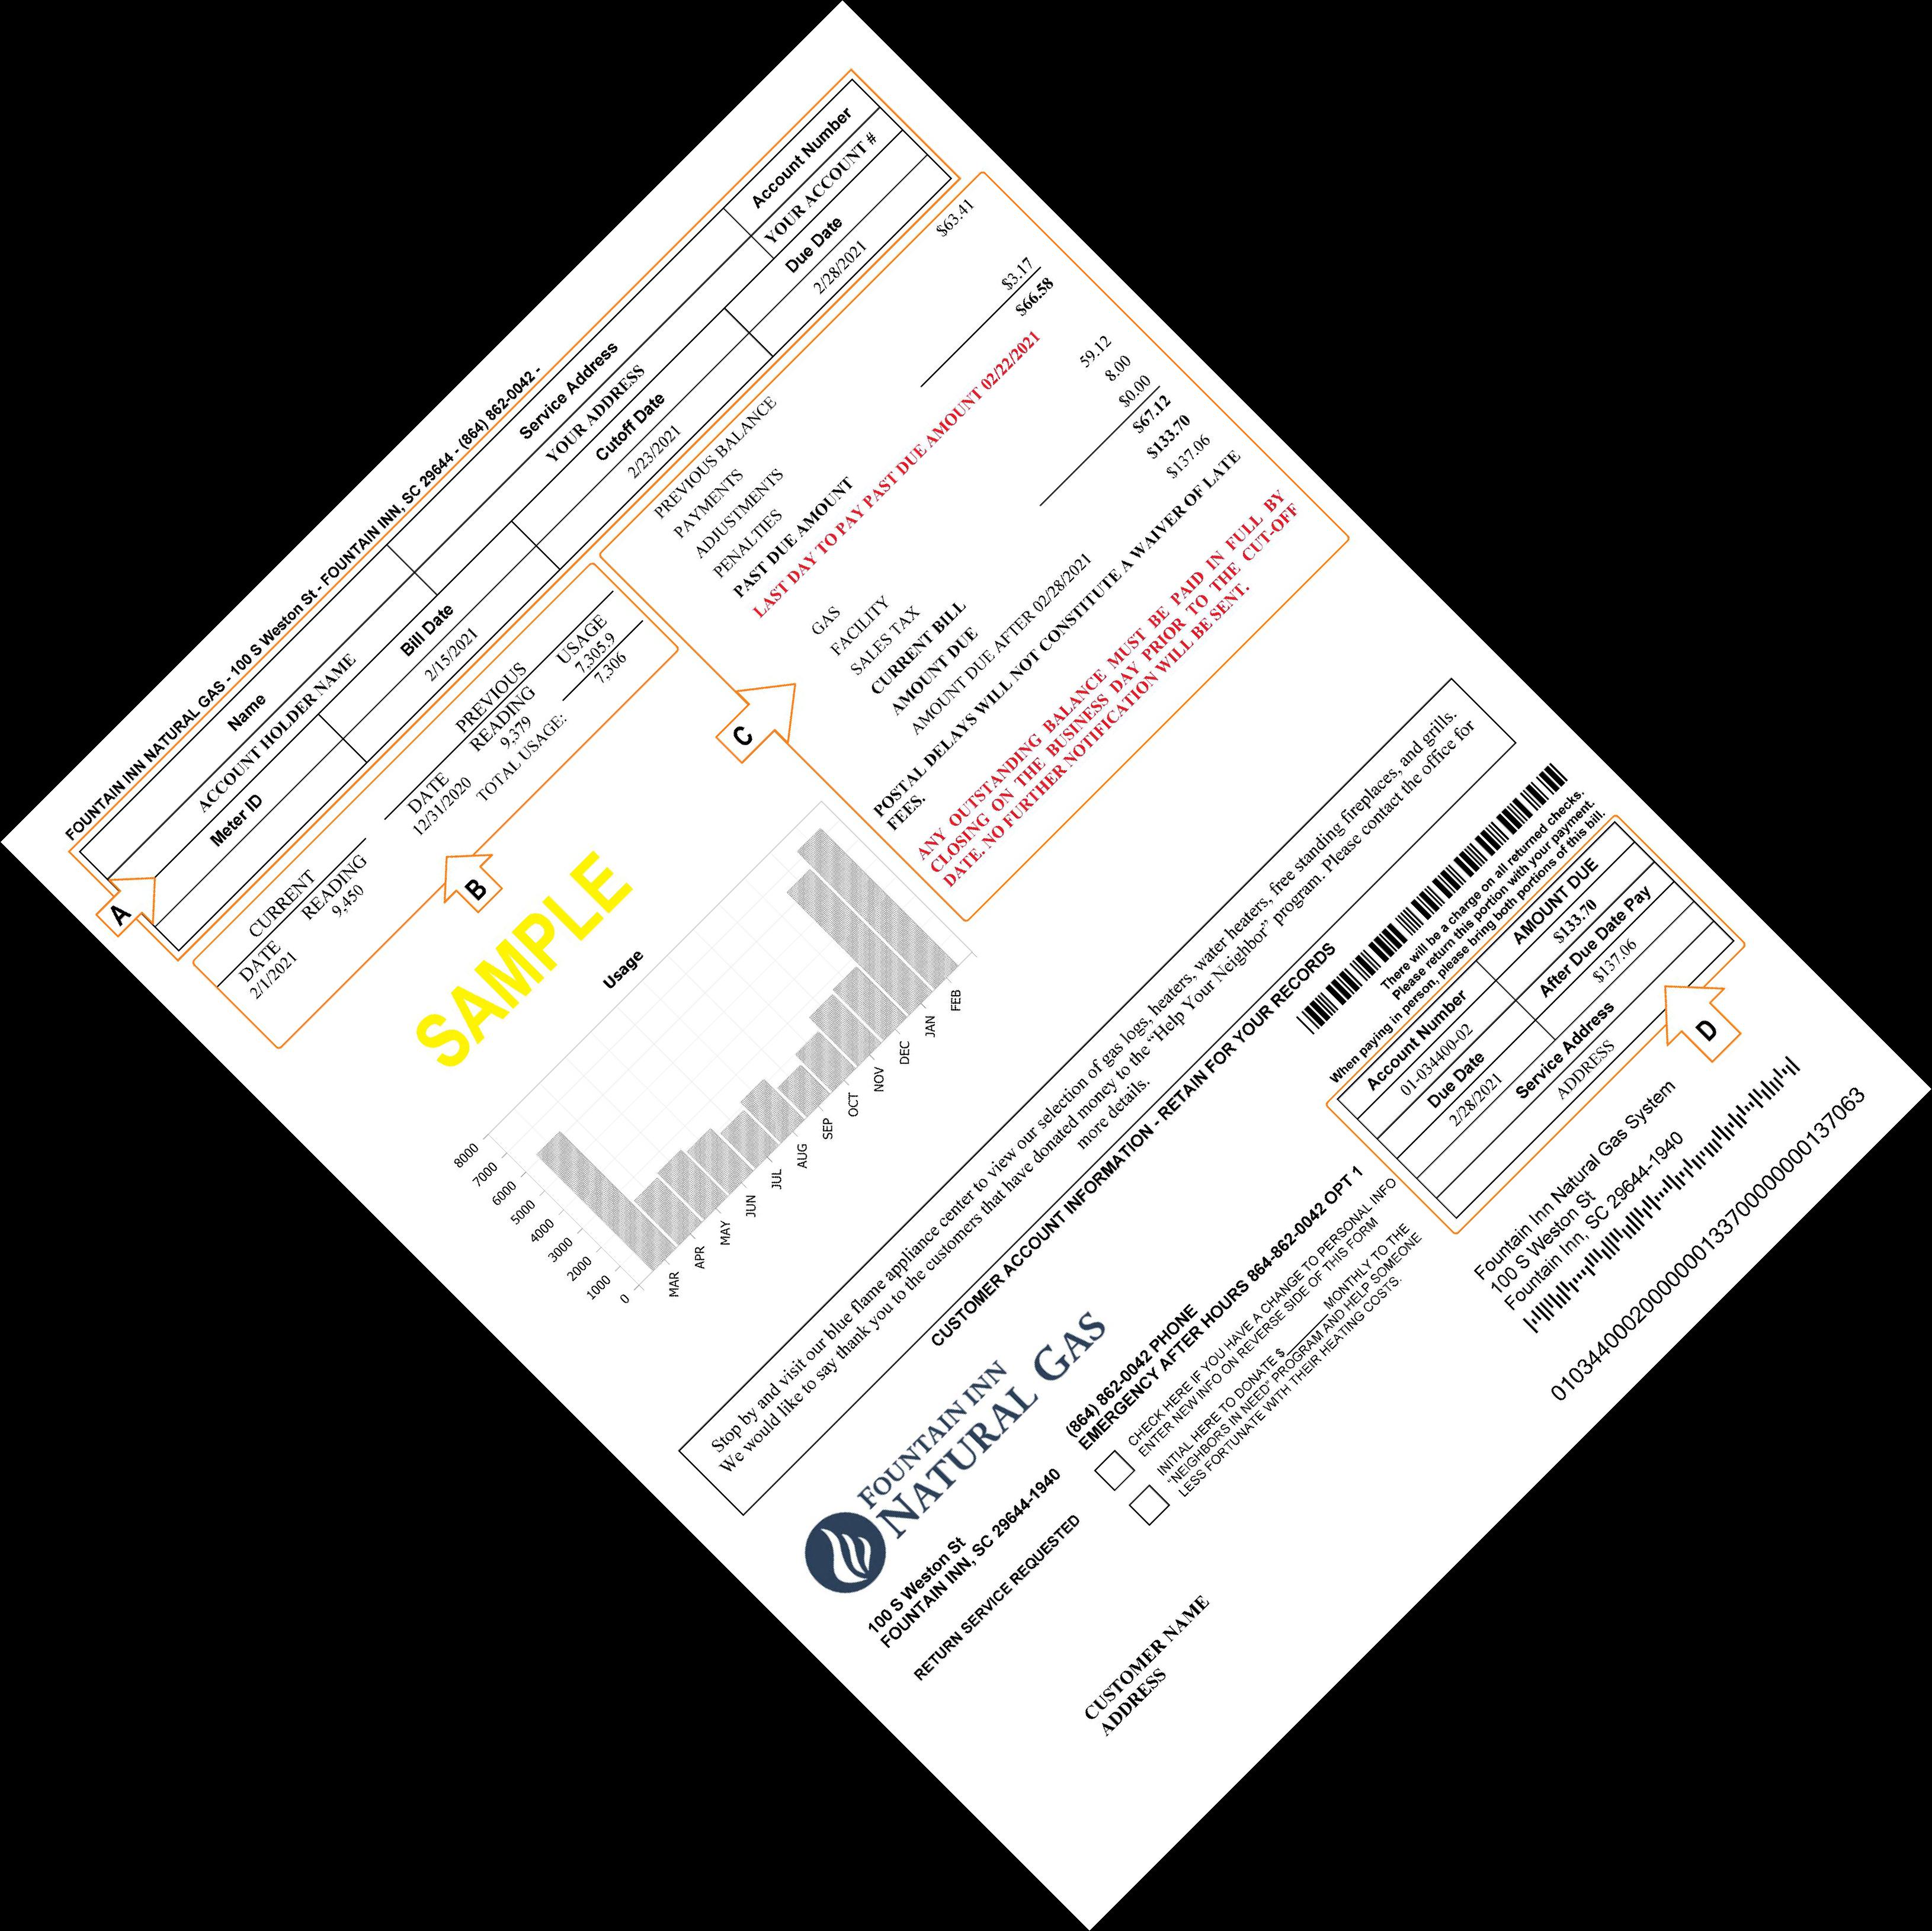 FOUNTAIN INN NATURAL GAS - 100 S Weston St - FOUNTAIN INN, SC 29644 - (864) 862-0042 -
Name Service Address Account Number
ACCOUNT HOLDER NAME YOUR ADDRESS YOUR ACCOUNT #
Meter ID Bill Date Cutoff Date Due Date
2/15/2021 2/23/2021 2/28/2021
A
CURRENT PREVIOUS
DATE READING DATE READING USAGE
2/1/2021 9,450 12/31/2020 9,379 7,305.9
TOTAL USAGE: 7,306
B
SAMPLE
Usage
8000
7000
6000
5000
4000
3000
2000
1000
0
MAR APR MAY JUN JUL AUG SEP OCT NOV DEC JAN FEB
PREVIOUS BALANCE $63.41
PAYMENTS
ADJUSTMENTS
PENALTIES $3.17
PAST DUE AMOUNT $66.58
LAST DAY TO PAY PAST DUE AMOUNT 02/22/2021
GAS 59.12
FACILITY 8.00
SALES TAX $0.00
CURRENT BILL $67.12
AMOUNT DUE $133.70
AMOUNT DUE AFTER 02/28/2021 $137.06
POSTAL DELAYS WILL NOT CONSTITUTE A WAIVER OF LATE
FEES.
ANY OUTSTANDING BALANCE MUST BE PAID IN FULL BY
CLOSING ON THE BUSINESS DAY PRIOR TO THE CUT-OFF
DATE. NO FURTHER NOTIFICATION WILL BE SENT.
C
Stop by and visit our blue flame appliance center to view our selection of gas logs, heaters, water heaters, free standing fireplaces, and grills.
We would like to say thank you to the customers that have donated money to the “Help Your Neighbor” program. Please contact the office for
more details.
CUSTOMER ACCOUNT INFORMATION - RETAIN FOR YOUR RECORDS
FOUNTAIN INN
NATURAL GAS
100 S Weston St
FOUNTAIN INN, SC 29644-1940
RETURN SERVICE REQUESTED
(864) 862-0042 PHONE
EMERGENCY AFTER HOURS 864-862-0042 OPT 1
CHECK HERE IF YOU HAVE A CHANGE TO PERSONAL INFO
ENTER NEW INFO ON REVERSE SIDE OF THIS FORM
INITIAL HERE TO DONATE $______ MONTHLY TO THE
"NEIGHBORS IN NEED" PROGRAM AND HELP SOMEONE
LESS FORTUNATE WITH THEIR HEATING COSTS.
There will be a charge on all returned checks.
Please return this portion with your payment.
When paying in person, please bring both portions of this bill.
Account Number AMOUNT DUE
01-034400-02 $133.70
Due Date After Due Date Pay
2/28/2021 $137.06
Service Address
ADDRESS
D
CUSTOMER NAME
ADDRESS
Fountain Inn Natural Gas System
100 S Weston St
Fountain Inn, SC 29644-1940